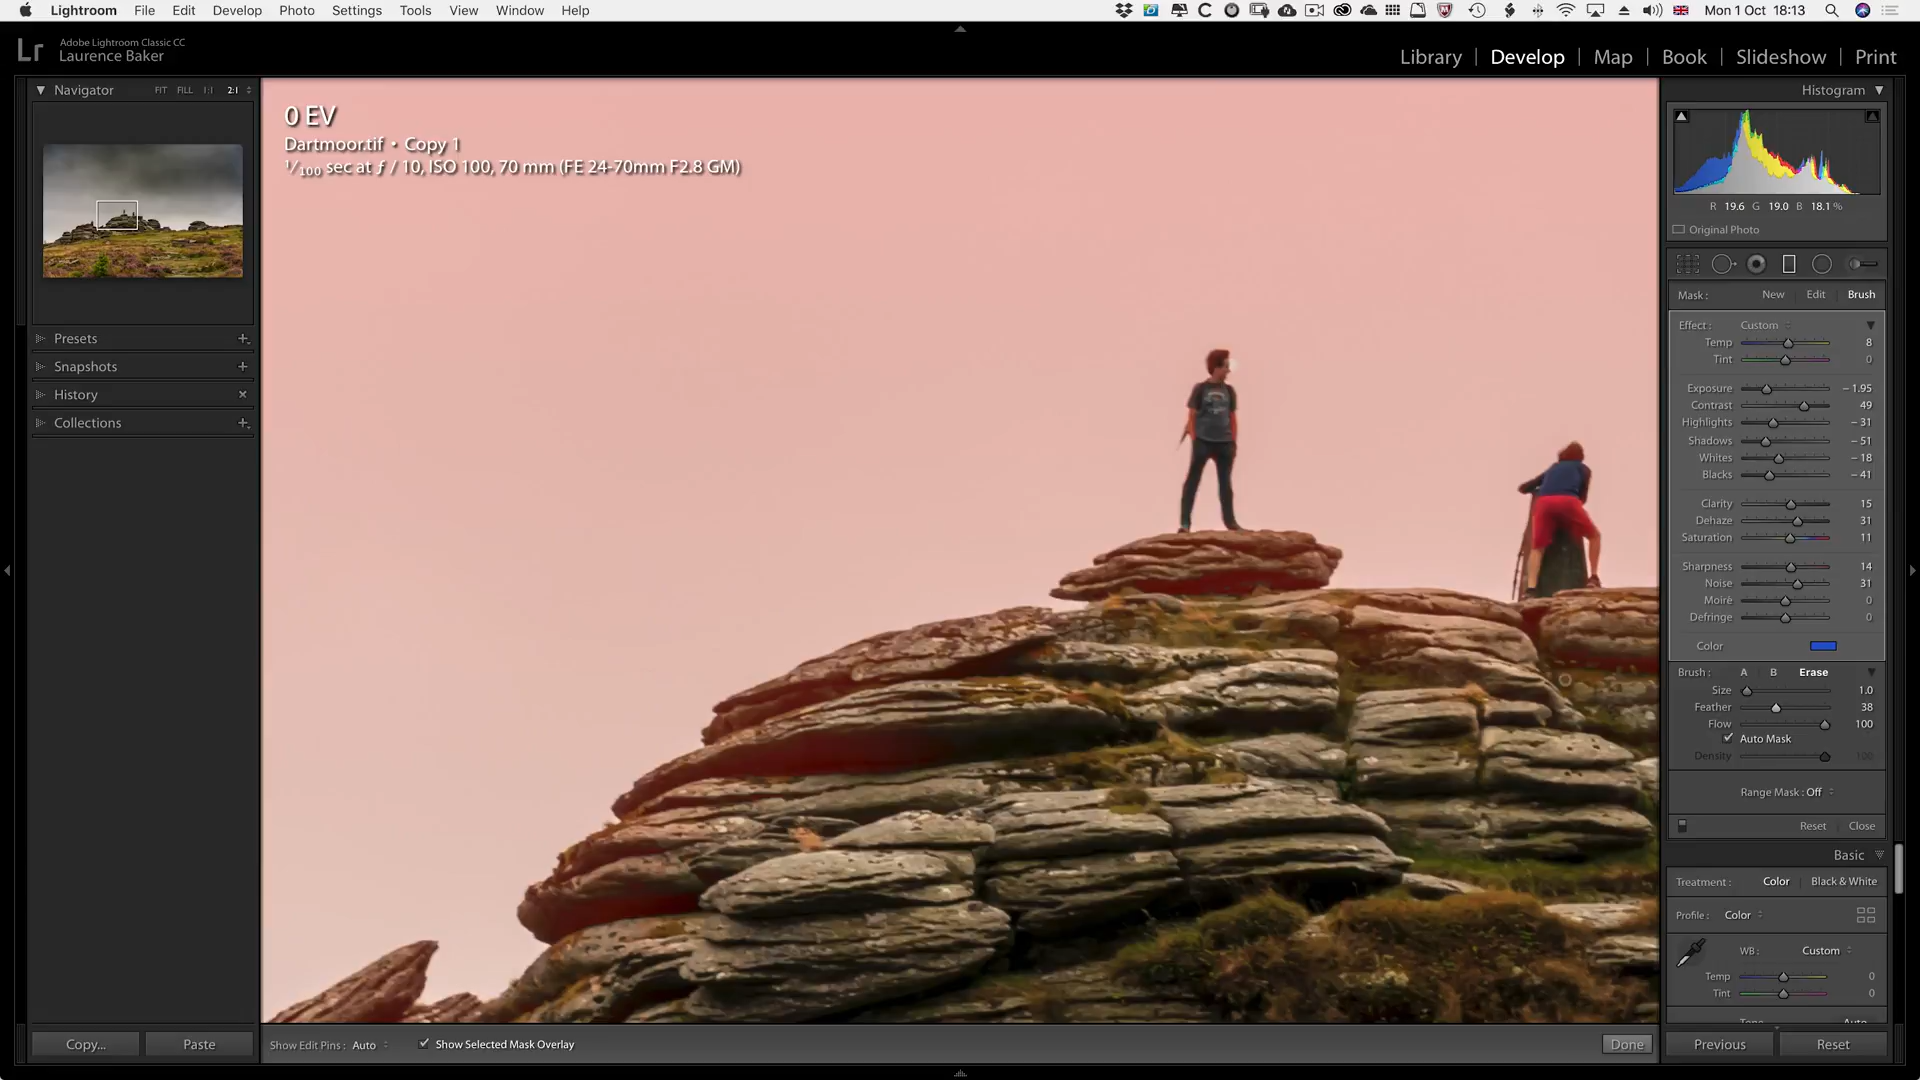 Lightroom File Edit Develop Photo Settings Tools View Window Help
Mon 1 Oct 18:13
Lr
Adobe Lightroom Classic CC
Laurence Baker
Library | Develop | Map | Book | Slideshow | Print
Navigator FIT FILL 1:1 2:1
Presets
Snapshots
History
Collections
Copy... Paste
0 EV
Dartmoor.tif • Copy 1
1/100 sec at ƒ / 10, ISO 100, 70 mm (FE 24-70mm F2.8 GM)
Show Edit Pins : Auto
Show Selected Mask Overlay
Done
Histogram
R 19.6 G 19.0 B 18.1 %
Original Photo
Mask : New Edit Brush
Effect : Custom
Temp 8
Tint 0
Exposure – 1.95
Contrast 49
Highlights – 31
Shadows – 51
Whites – 18
Blacks – 41
Clarity 15
Dehaze 31
Saturation 11
Sharpness 14
Noise 31
Moiré 0
Defringe 0
Color
Brush : A B Erase
Size 1.0
Feather 38
Flow 100
Auto Mask
Density 100
Range Mask : Off
Reset Close
Basic
Treatment : Color Black & White
Profile : Color
WB : Custom
Temp 0
Tint 0
Tone Auto
Previous Reset